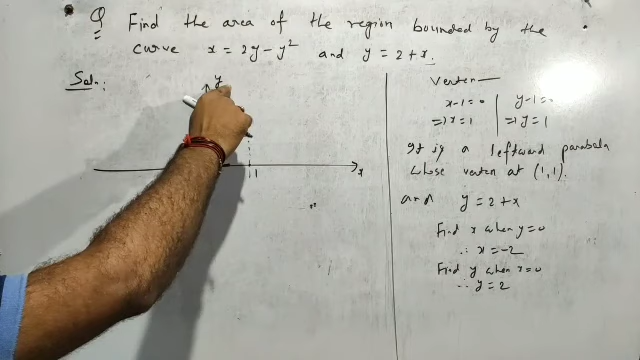 Q Find the area of the region bounded by the
curve x = 2y - y² and y = 2 + x.
Soln:
y
1
x
Vertex—
x-1=0 | y-1=0
⇒ x=1 | ⇒ y=1
It is a leftward parabola
whose vertex at (1,1).
and y = 2+x
Find x when y=0
∴ x=-2
Find y when x=0
∴ y=2